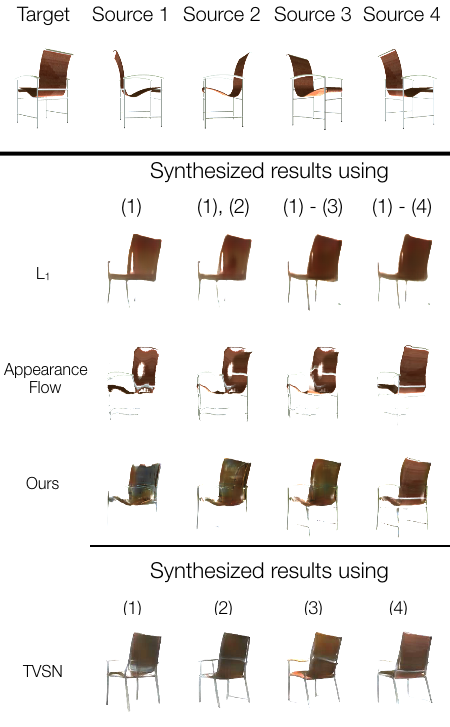 Target Source 1 Source 2 Source 3 Source 4
Synthesized results using
(1) (1), (2) (1) - (3) (1) - (4)
L₁
Appearance
Flow
Ours
Synthesized results using
(1) (2) (3) (4)
TVSN